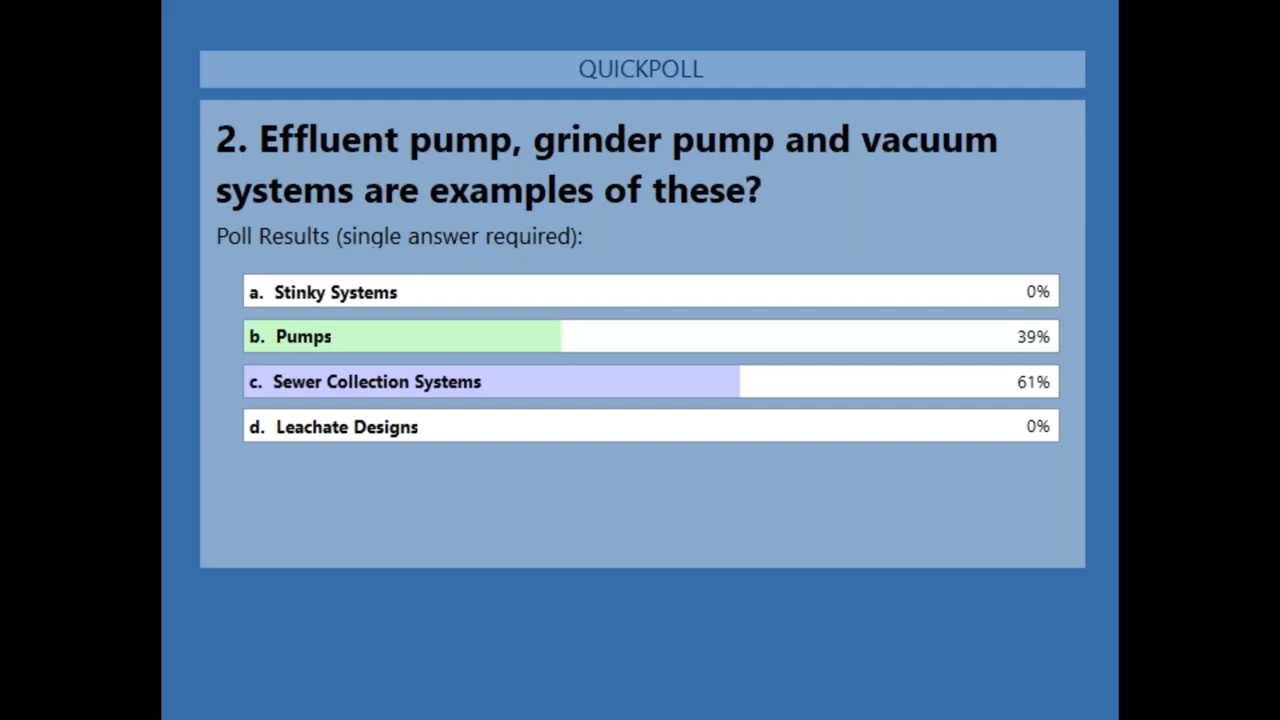 QUICKPOLL
2. Effluent pump, grinder pump and vacuum
systems are examples of these?
Poll Results (single answer required):
a. Stinky Systems 0%
b. Pumps 39%
c. Sewer Collection Systems 61%
d. Leachate Designs 0%